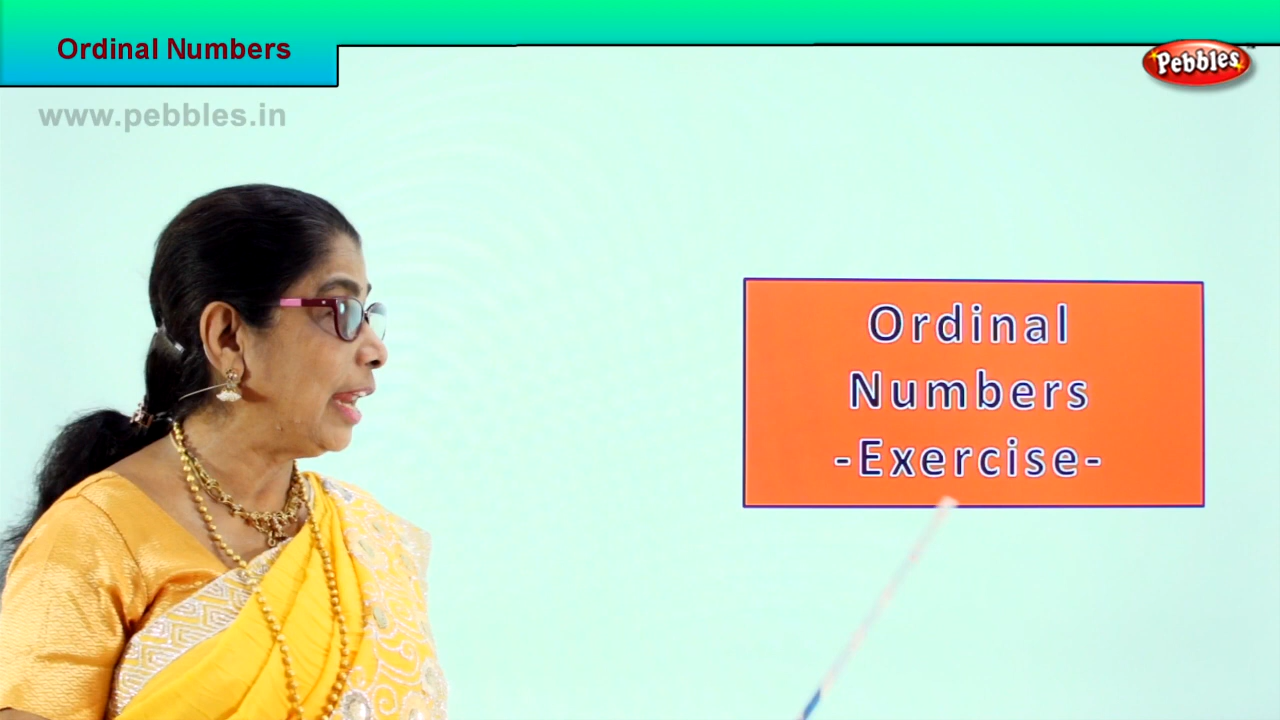 Ordinal Numbers
Pebbles
www.pebbles.in
Ordinal
Numbers
-Exercise-